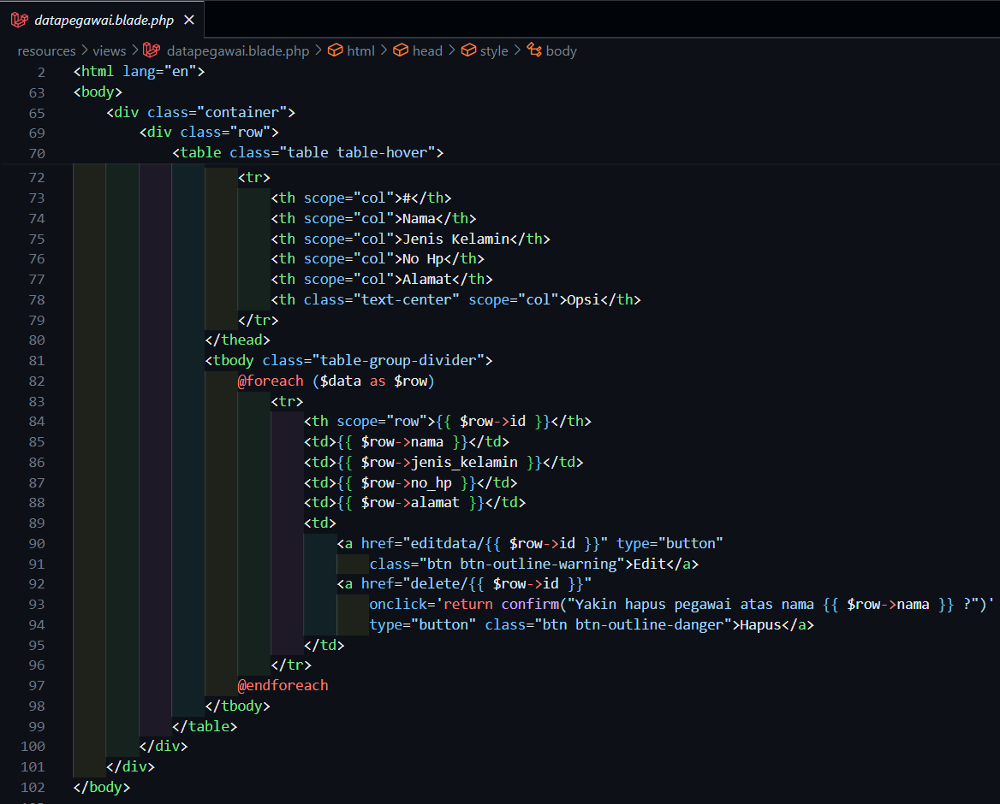 datapegawai.blade.php
resources > views > datapegawai.blade.php > html > head > style > body
2 <html lang="en">
63 <body>
65 <div class="container">
69 <div class="row">
70 <table class="table table-hover">
72 <tr>
73 <th scope="col">#</th>
74 <th scope="col">Nama</th>
75 <th scope="col">Jenis Kelamin</th>
76 <th scope="col">No Hp</th>
77 <th scope="col">Alamat</th>
78 <th class="text-center" scope="col">Opsi</th>
79 </tr>
80 </thead>
81 <tbody class="table-group-divider">
82 @foreach ($data as $row)
83 <tr>
84 <th scope="row">{{ $row->id }}</th>
85 <td>{{ $row->nama }}</td>
86 <td>{{ $row->jenis_kelamin }}</td>
87 <td>{{ $row->no_hp }}</td>
88 <td>{{ $row->alamat }}</td>
89 <td>
90 <a href="editdata/{{ $row->id }}" type="button"
91 class="btn btn-outline-warning">Edit</a>
92 <a href="delete/{{ $row->id }}"
93 onclick='return confirm("Yakin hapus pegawai atas nama {{ $row->nama }} ?")'
94 type="button" class="btn btn-outline-danger">Hapus</a>
95 </td>
96 </tr>
97 @endforeach
98 </tbody>
99 </table>
100 </div>
101 </div>
102 </body>